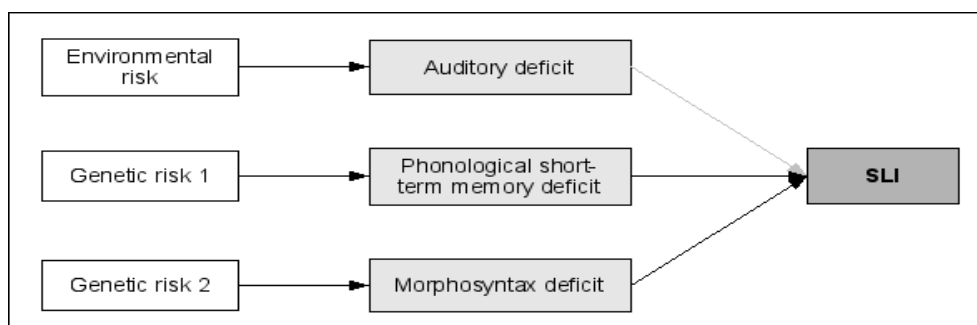 Environmental
risk
Auditory deficit
Genetic risk 1
Phonological short-
term memory deficit
SLI
Genetic risk 2
Morphosyntax deficit